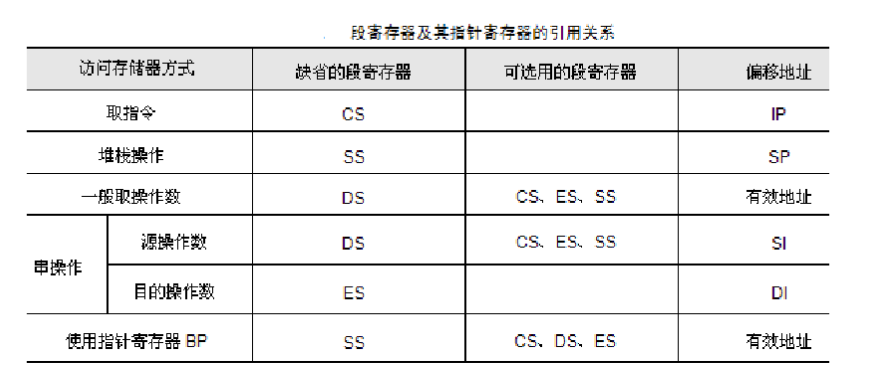 段寄存器及其指针寄存器的引用关系
访问存储器方式 缺省的段寄存器 可选用的段寄存器 偏移地址
取指令 CS IP
堆栈操作 SS SP
一般取操作数 DS CS、ES、SS 有效地址
串操作 源操作数 DS CS、ES、SS SI
目的操作数 ES DI
使用指针寄存器 BP SS CS、DS、ES 有效地址